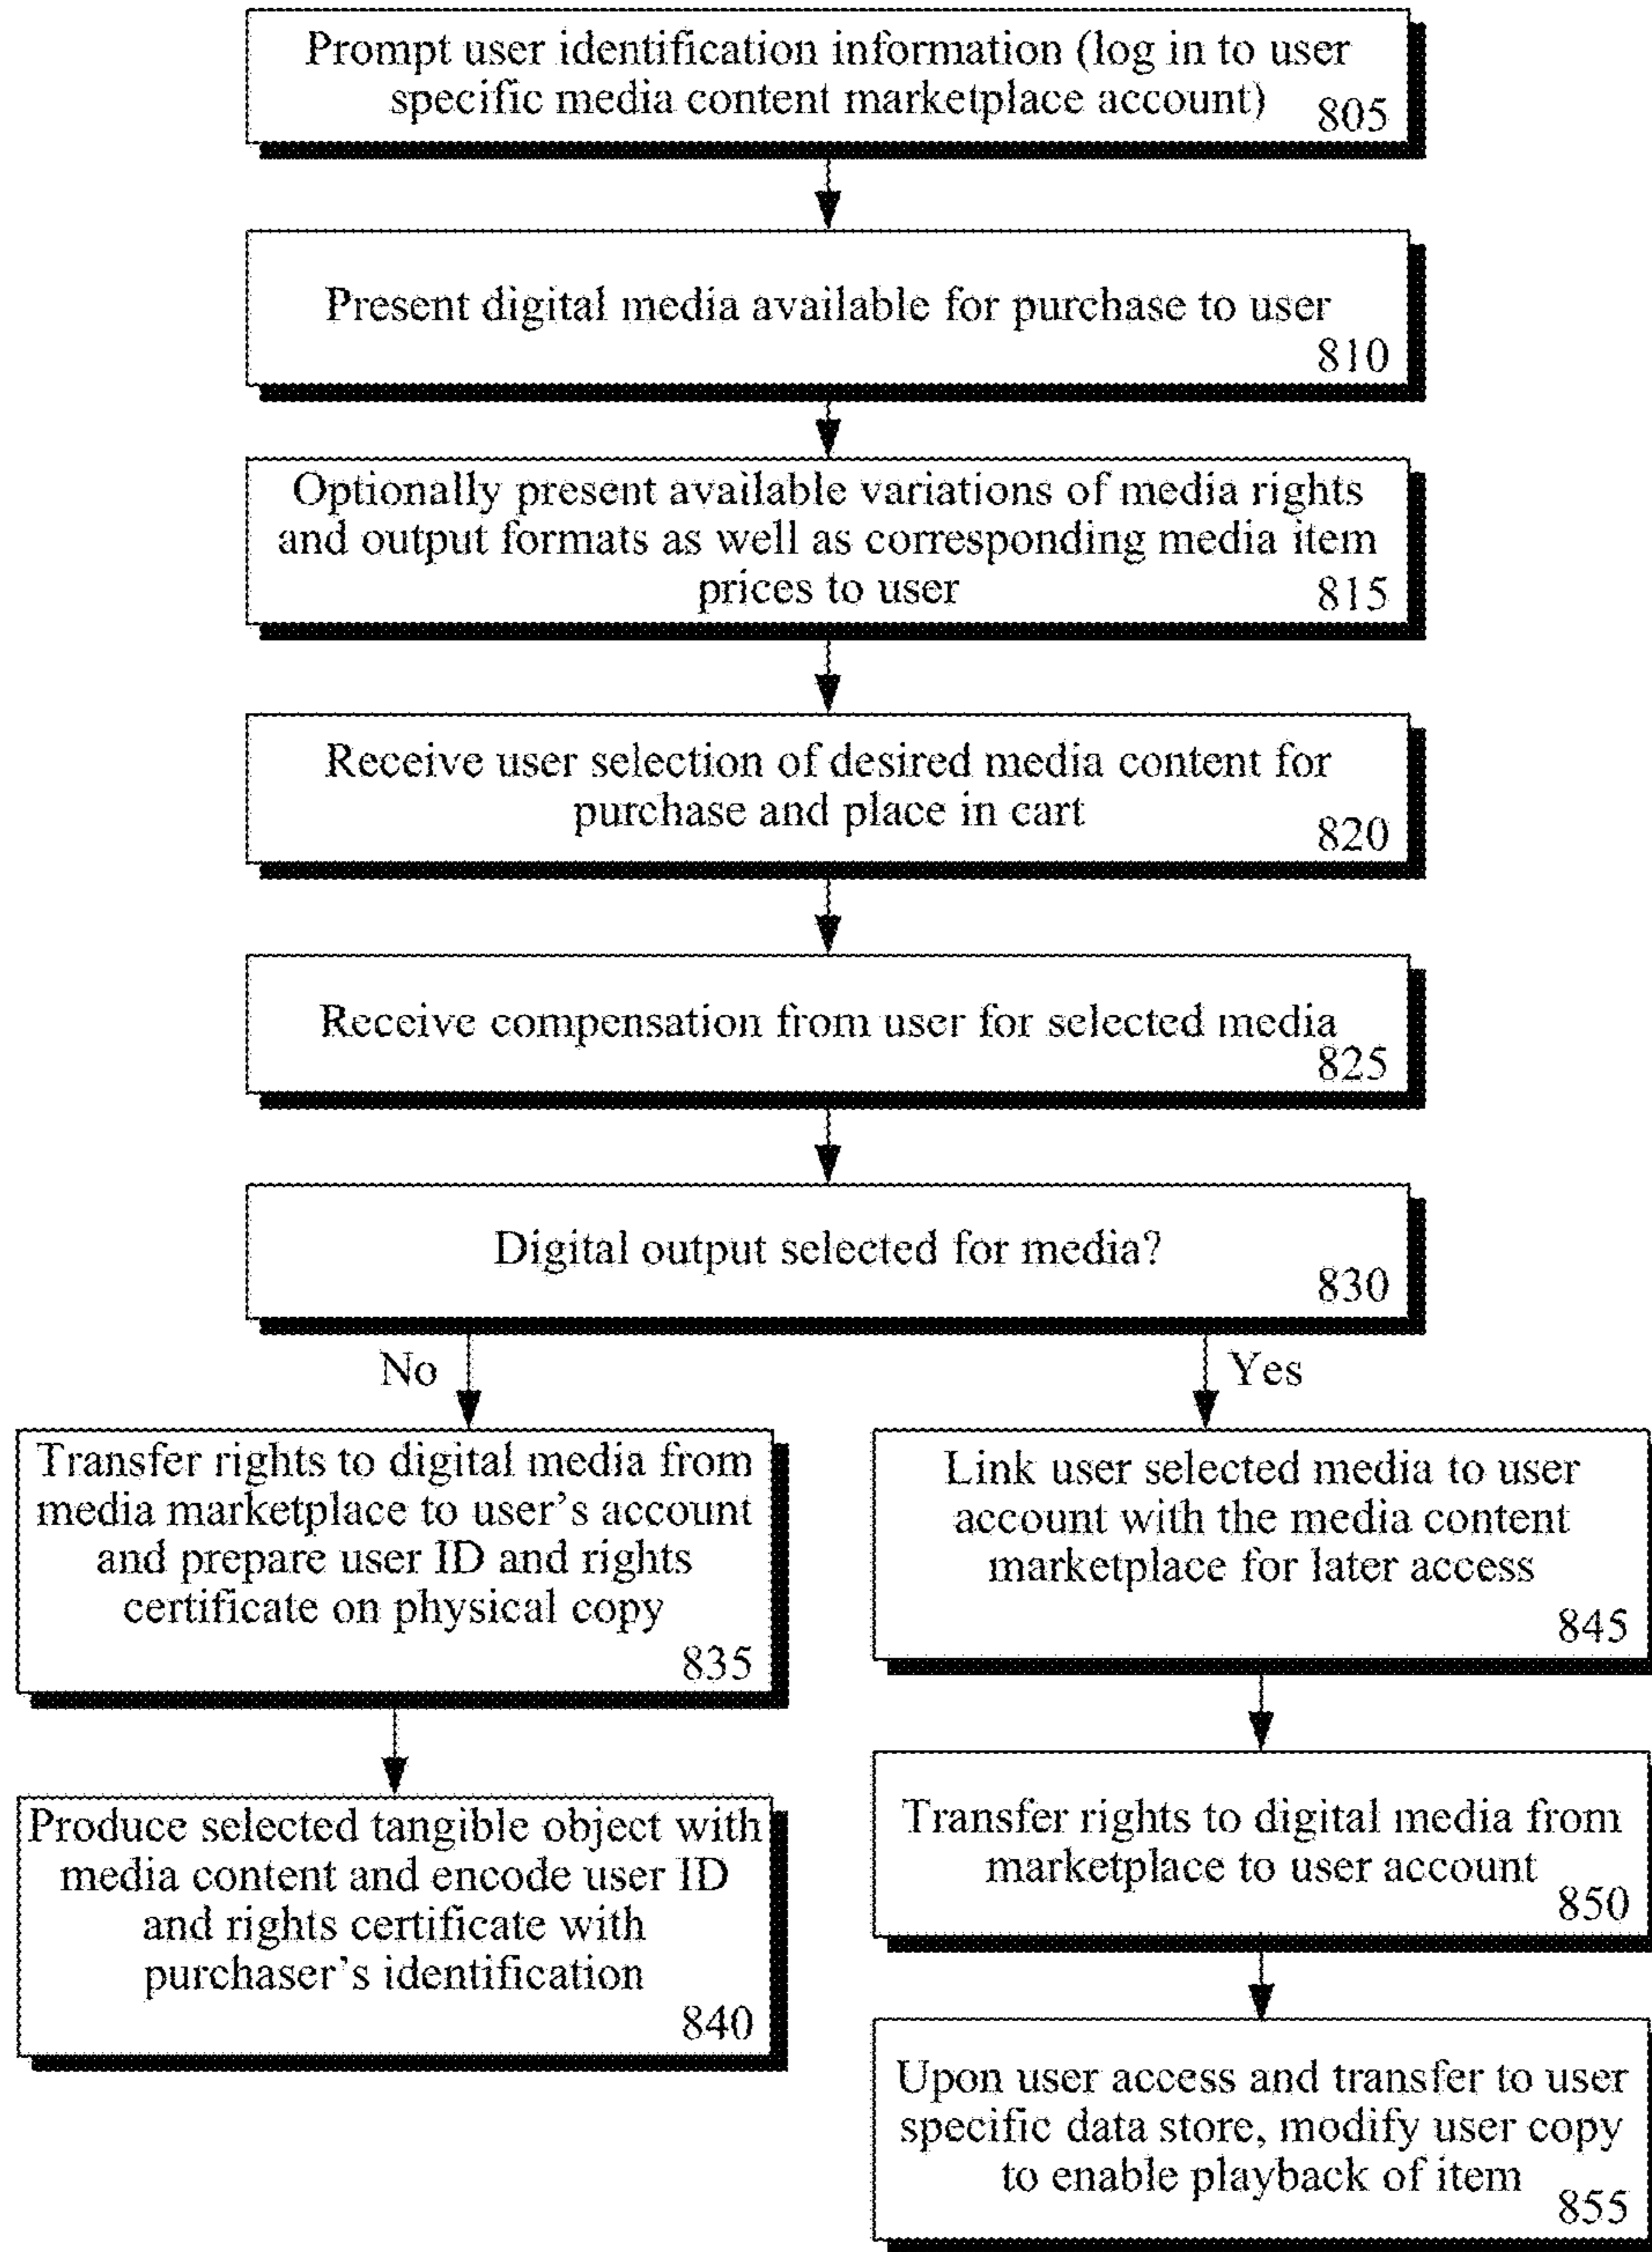 Prompt user identification information (log in to user
specific media content marketplace account)
805
Present digital media available for purchase to user
810
Optionally present available variations of media rights
and output formats as well as corresponding media item
prices to user
815
Receive user selection of desired media content for
purchase and place in cart
820
Receive compensation from user for selected media
825
Digital output selected for media?
830
No
Transfer rights to digital media from
media marketplace to user's account
and prepare user ID and rights
certificate on physical copy
835
Produce selected tangible object with
media content and encode user ID
and rights certificate with
purchaser's identification
840
Yes
Link user selected media to user
account with the media content
marketplace for later access
845
Transfer rights to digital media from
marketplace to user account
850
Upon user access and transfer to user
specific data store, modify user copy
to enable playback of item
855